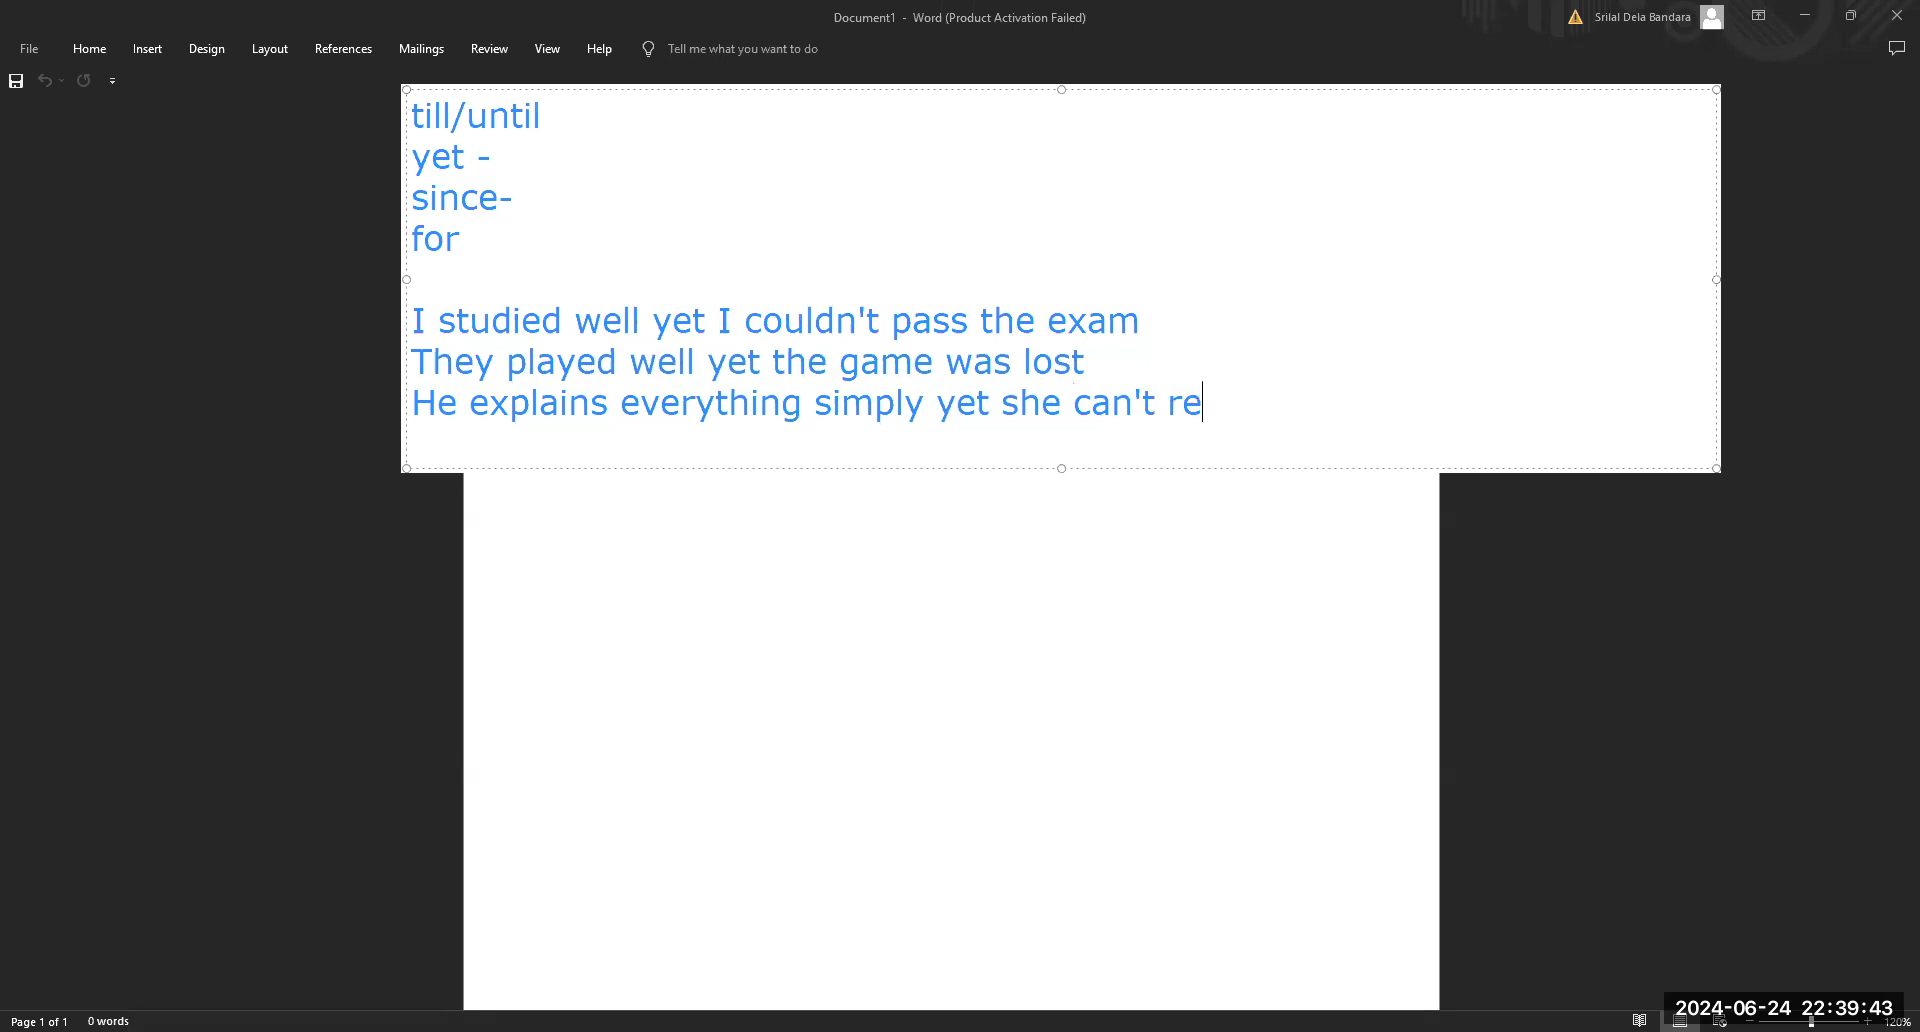 Document1 - Word (Product Activation Failed)
Srilal Dela Bandara
File Home Insert Design Layout References Mailings Review View Help Tell me what you want to do
till/until
yet -
since-
for
I studied well yet I couldn't pass the exam
They played well yet the game was lost
He explains everything simply yet she can't re
2024-06-24 22:39:43
Page 1 of 1 0 words
120%